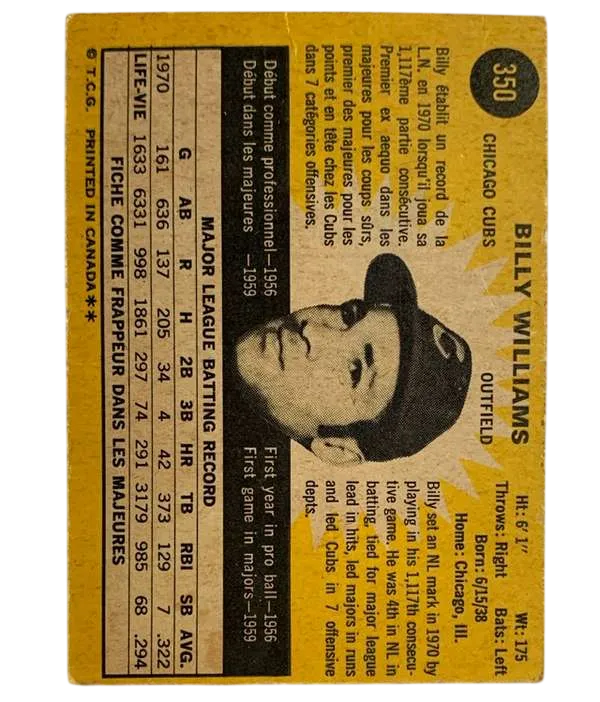 350
BILLY WILLIAMS
CHICAGO CUBS
OUTFIELD
Ht: 6' 1" Wt: 175
Throws: Right Bats: Left
Born: 6/15/38
Home: Chicago, Ill.
Billy établit un record de la
L.N. en 1970 lorsqu'il joua sa
1,117ème partie consécutive.
Premier ex aequo dans les
majeures pour les coups sûrs,
premier des majeures pour les
points et en tête chez les Cubs
dans 7 catégories offensives.
C
Billy set an NL mark in 1970 by
playing in his 1,117th consecu-
tive game. He was 4th in NL in
batting, tied for major league
lead in hits, led majors in runs
and led Cubs in 7 offensive
depts.
Début comme professionnel—1956
Début dans les majeures —1959
First year in pro ball—1956
First game in majors—1959
MAJOR LEAGUE BATTING RECORD
G AB R H 2B 3B HR TB RBI SB AVG.
1970 161 636 137 205 34 4 42 373 129 7 .322
LIFE-VIE 1633 6331 998 1861 297 74 291 3179 985 68 .294
FICHE COMME FRAPPEUR DANS LES MAJEURES
© T.C.G. PRINTED IN CANADA**